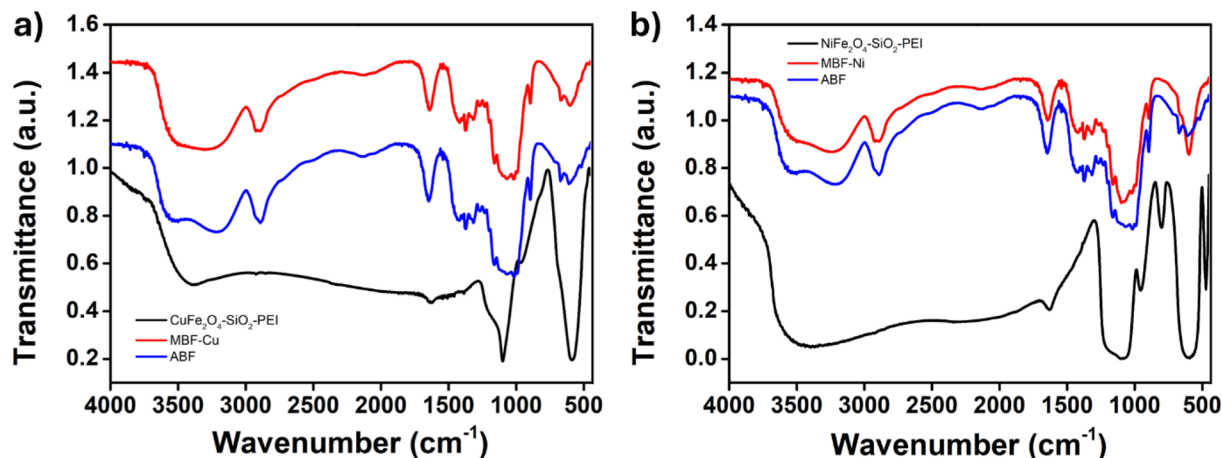 a)
1.6
1.4
1.2
1.0
0.8
0.6
0.4
0.2
Transmittance (a.u.)
CuFe₂O₄-SiO₂-PEI
MBF-Cu
ABF
4000 3500 3000 2500 2000 1500 1000 500
Wavenumber (cm⁻¹)
b)
1.4
1.2
1.0
0.8
0.6
0.4
0.2
0.0
Transmittance (a.u.)
NiFe₂O₄-SiO₂-PEI
MBF-Ni
ABF
4000 3500 3000 2500 2000 1500 1000 500
Wavenumber (cm⁻¹)